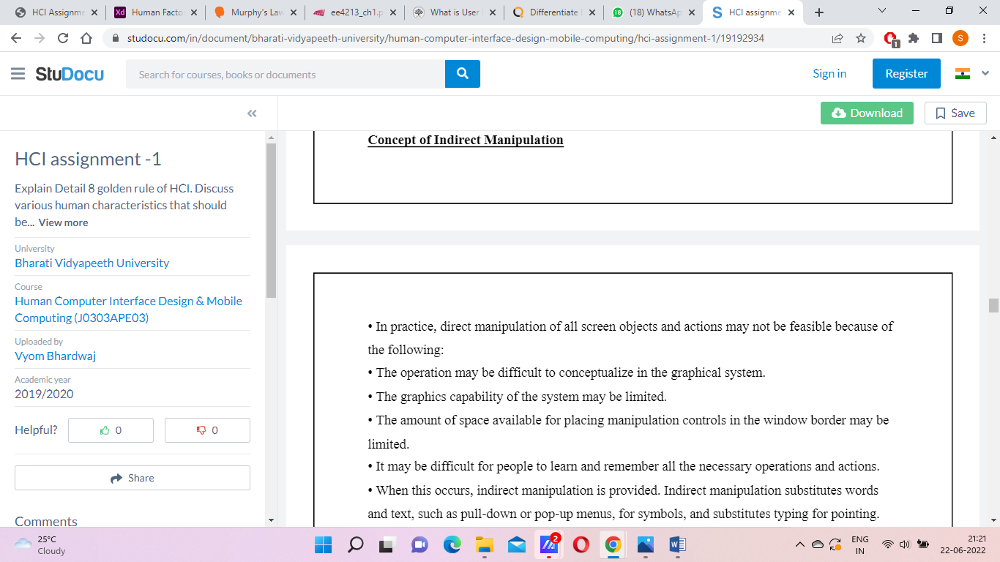 HCI Assignme
Human Facto
Murphy's Law
ee4213_ch1.p
What is User
Differentiate
(18) WhatsAp
HCI assignme
studocu.com/in/document/bharati-vidyapeeth-university/human-computer-interface-design-mobile-computing/hci-assignment-1/19192934
StuDocu
Search for courses, books or documents
Sign in
Register
Download
Save
HCI assignment -1
Explain Detail 8 golden rule of HCI. Discuss
various human characteristics that should
be... View more
University
Bharati Vidyapeeth University
Course
Human Computer Interface Design & Mobile
Computing (J0303APE03)
Uploaded by
Vyom Bhardwaj
Academic year
2019/2020
Helpful?
0
0
Share
Comments
Concept of Indirect Manipulation
• In practice, direct manipulation of all screen objects and actions may not be feasible because of
the following:
• The operation may be difficult to conceptualize in the graphical system.
• The graphics capability of the system may be limited.
• The amount of space available for placing manipulation controls in the window border may be
limited.
• It may be difficult for people to learn and remember all the necessary operations and actions.
• When this occurs, indirect manipulation is provided. Indirect manipulation substitutes words
and text, such as pull-down or pop-up menus, for symbols, and substitutes typing for pointing.
25°C
Cloudy
2
ENG
IN
21:21
22-06-2022